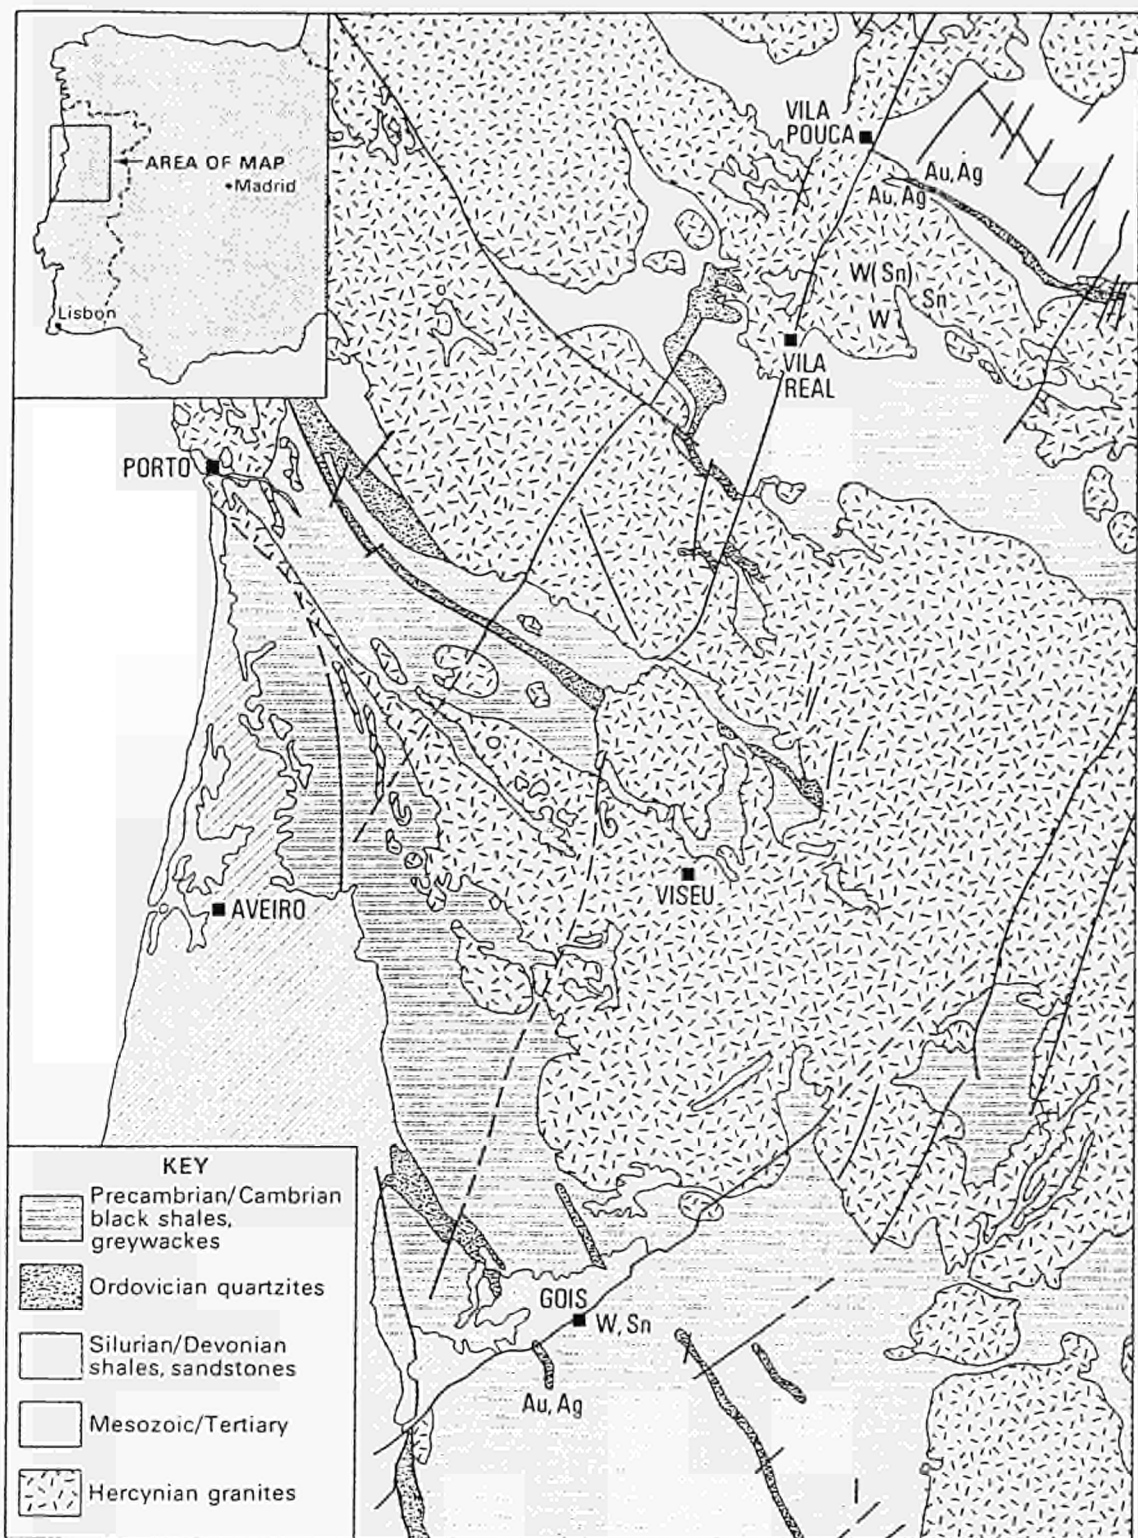 AREA OF MAP
Madrid
Lisbon
VILA
POUCA
Au, Ag
Au, Ag
W(Sn)
Sn
W
VILA
REAL
PORTO
VISEU
AVEIRO
GOIS
W, Sn
Au, Ag
KEY
Precambrian/Cambrian
black shales,
greywackes
Ordovician quartzites
Silurian/Devonian
shales, sandstones
Mesozoic/Tertiary
Hercynian granites